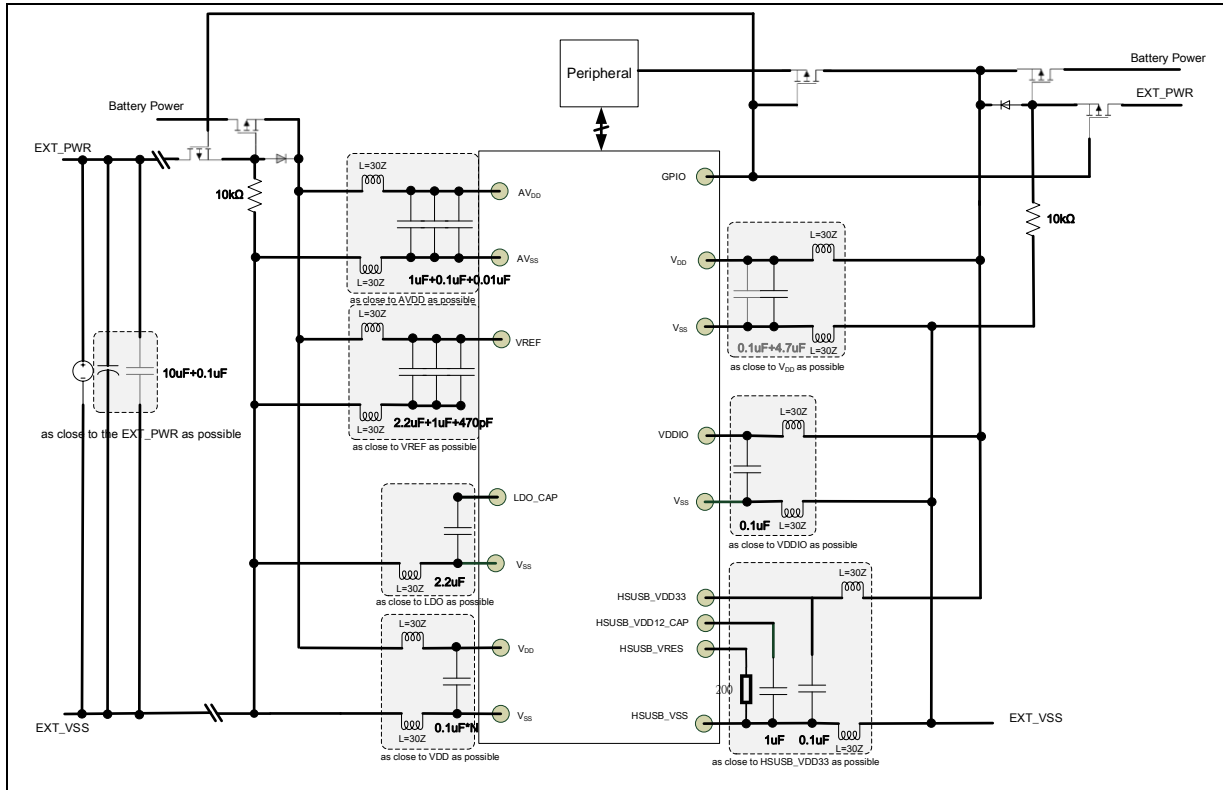 Peripheral
Battery Power
EXT_PWR
Battery Power
EXT_PWR
10kΩ
L=30Z
AVDD
AVSS
L=30Z
1uF+0.1uF+0.01uF
as close to AVDD as possible
L=30Z
VREF
L=30Z
2.2uF+1uF+470pF
as close to VREF as possible
10uF+0.1uF
as close to the EXT_PWR as possible
LDO_CAP
VSS
2.2uF
L=30Z
as close to LDO as possible
L=30Z
VDD
VSS
0.1uF*N
L=30Z
as close to VDD as possible
EXT_VSS
GPIO
10kΩ
L=30Z
VDD
VSS
0.1uF+4.7uF
L=30Z
as close to VDD as possible
L=30Z
VDDIO
VSS
0.1uF
L=30Z
as close to VDDIO as possible
L=30Z
HSUSB_VDD33
HSUSB_VDD12_CAP
HSUSB_VRES
200
HSUSB_VSS
1uF
0.1uF
L=30Z
EXT_VSS
as close to HSUSB_VDD33 as possible